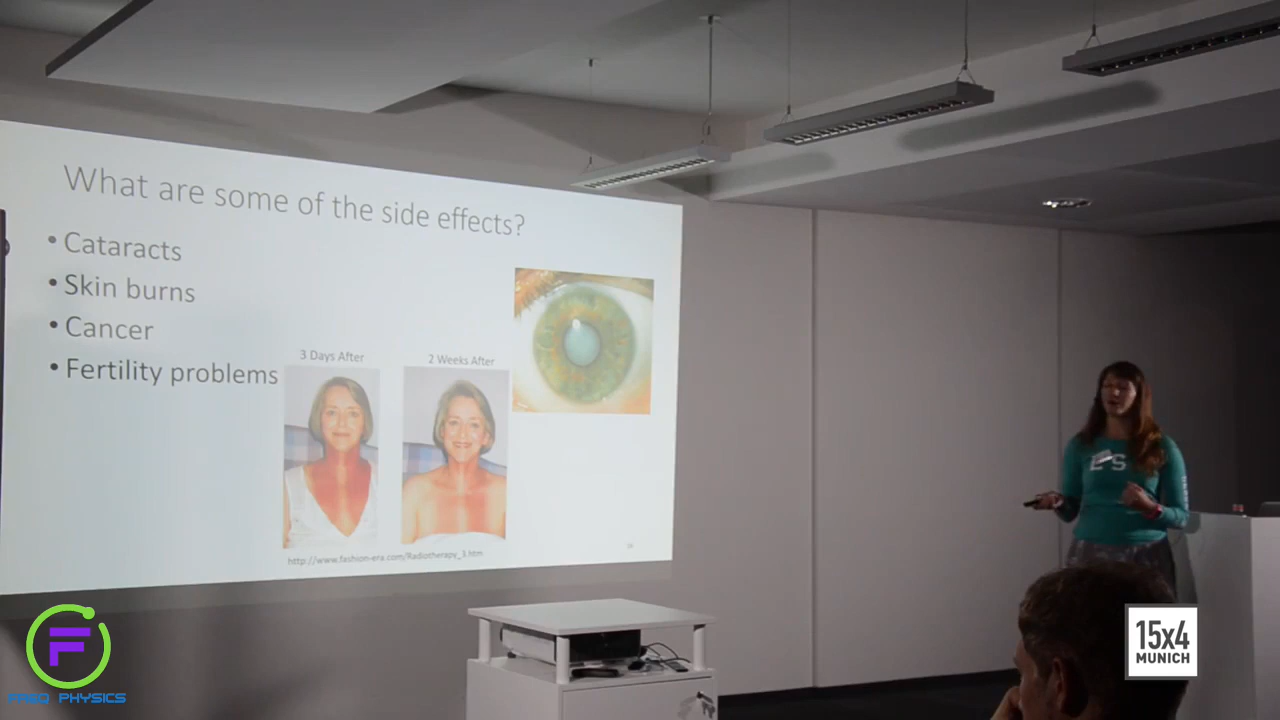 What are some of the side effects?
• Cataracts
• Skin burns
• Cancer
• Fertility problems
3 Days After
2 Weeks After
http://www.fashion-era.com/Radiotherapy_3.htm
15x4
MUNICH
F
FREQ PHYSICS